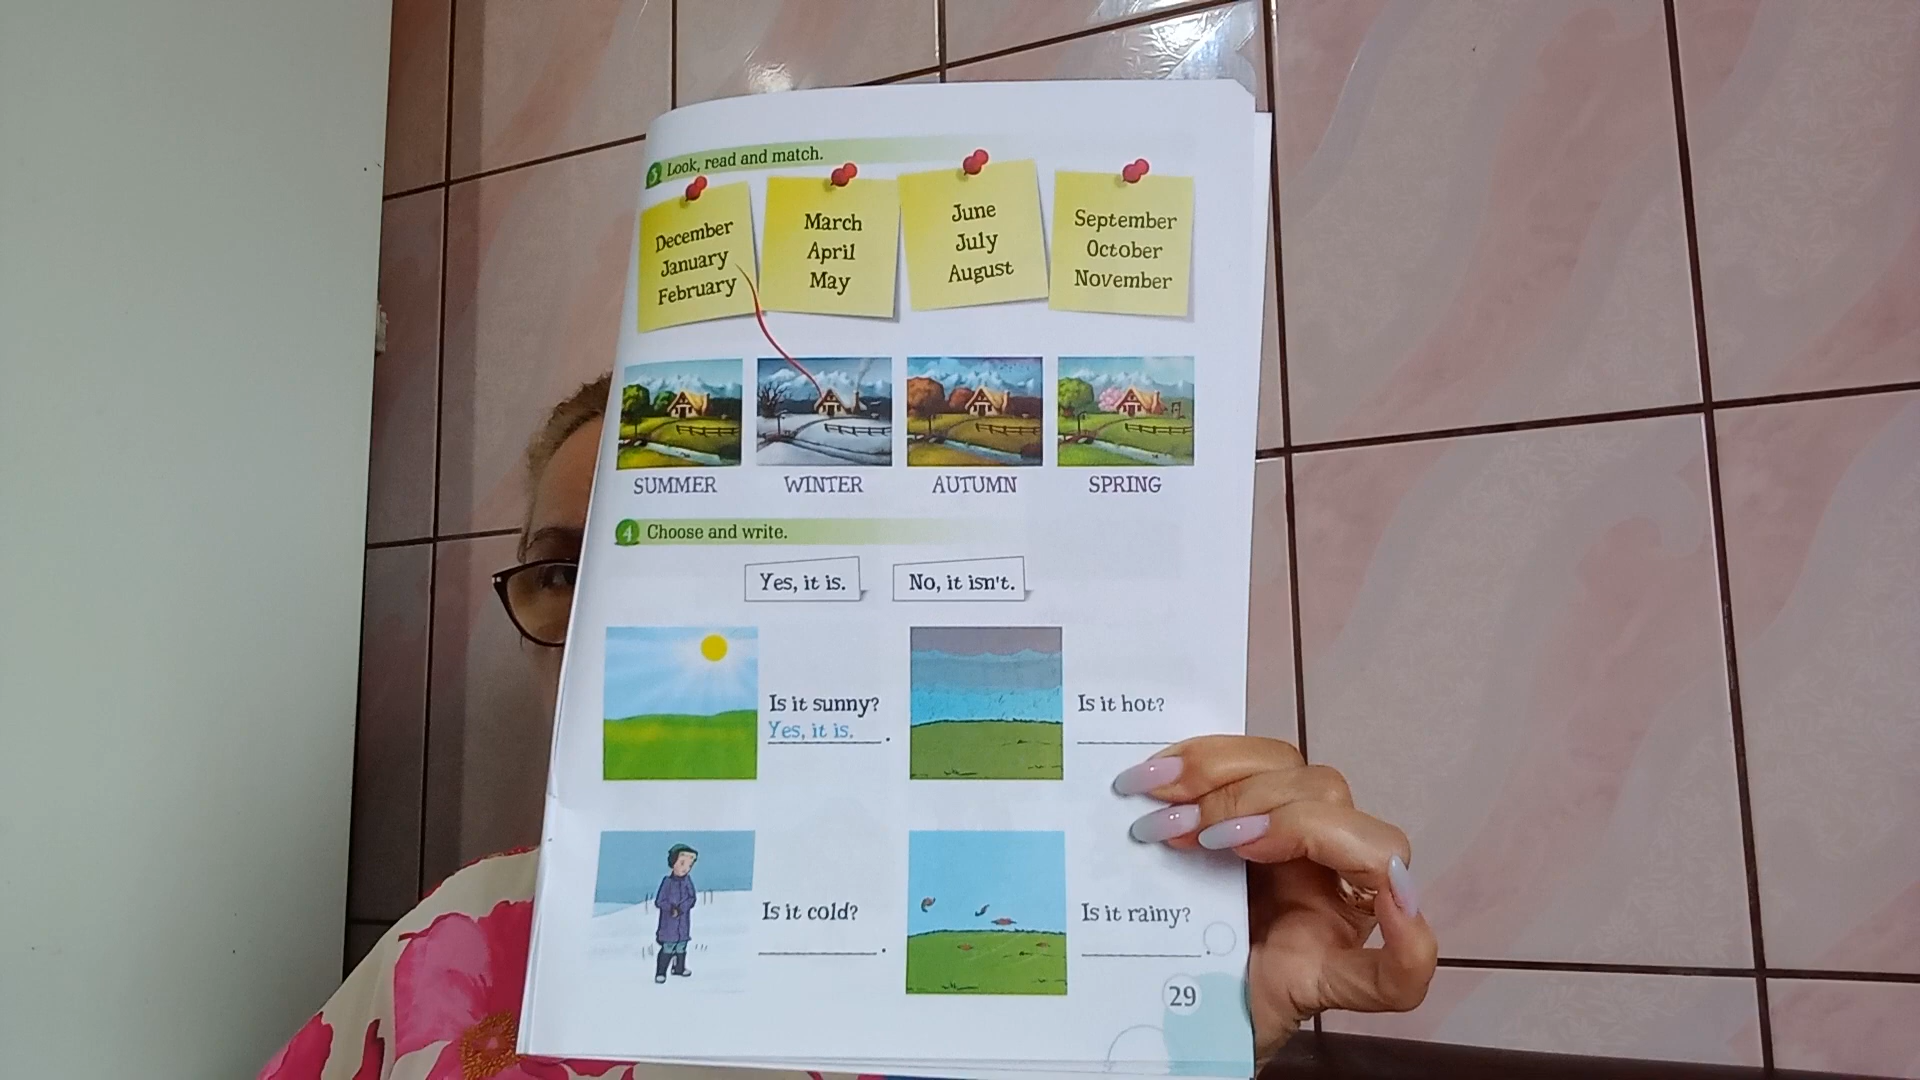 3 Look, read and match.
December
January
February
March
April
May
June
July
August
September
October
November
SUMMER
WINTER
AUTUMN
SPRING
4 Choose and write.
Yes, it is.
No, it isn't.
Is it sunny?
Yes, it is.
Is it hot?
Is it cold?
Is it rainy?
29